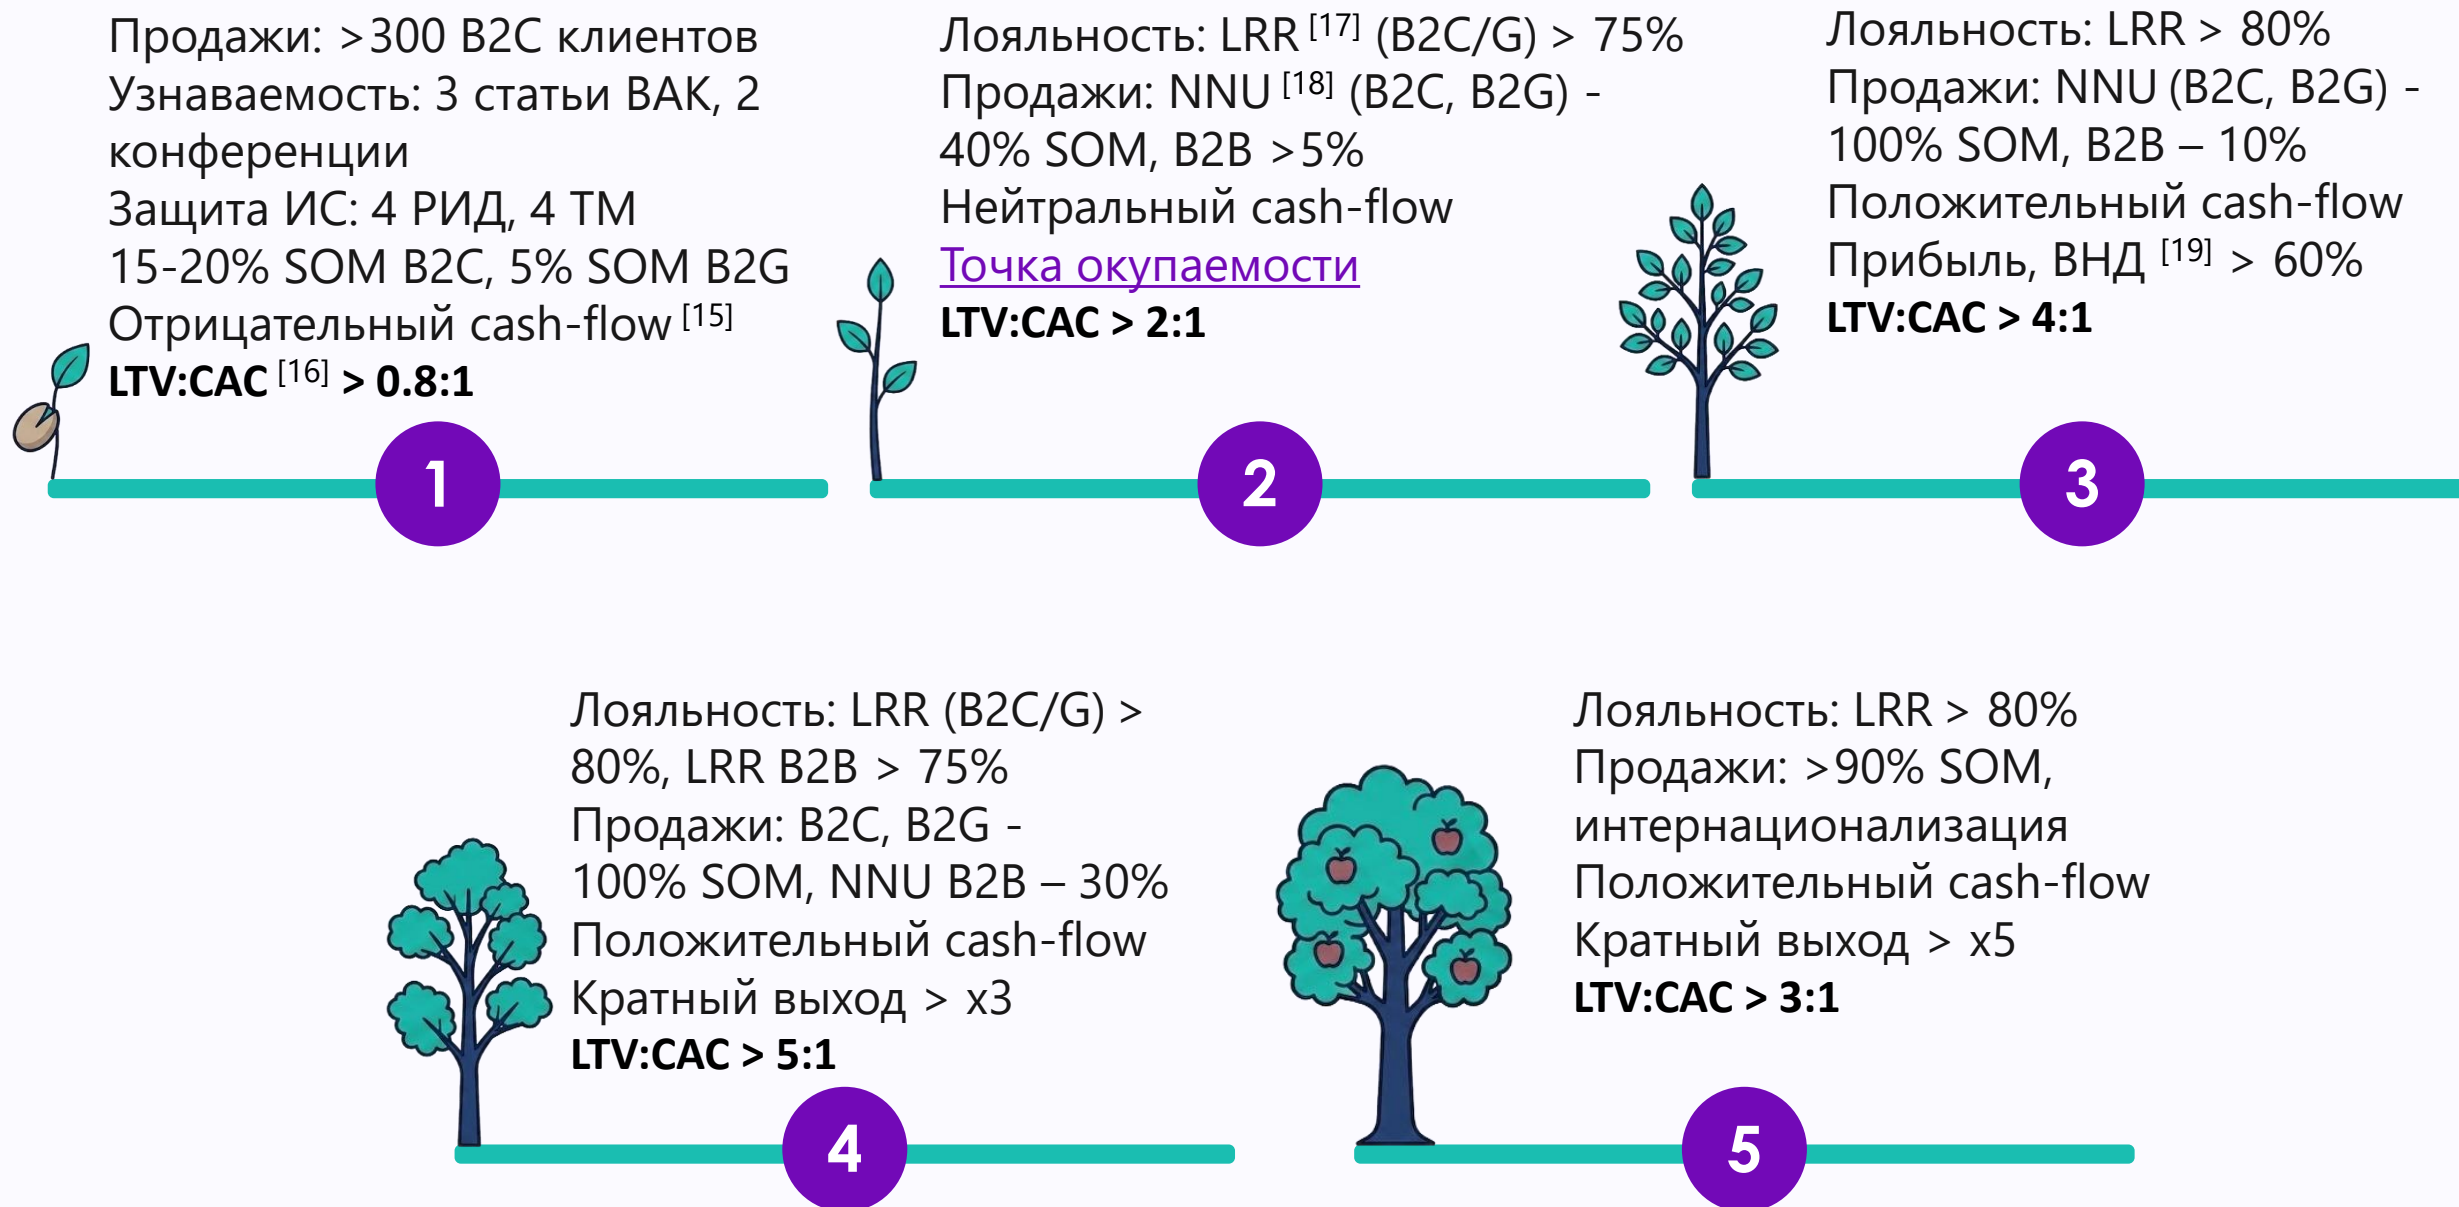 Продажи: >300 B2C клиентов
Узнаваемость: 3 статьи ВАК, 2
конференции
Защита ИС: 4 РИД, 4 ТМ
15-20% SOM B2C, 5% SOM B2G
Отрицательный cash-flow [15]
LTV:CAC [16] > 0.8:1
1
Лояльность: LRR [17] (B2C/G) > 75%
Продажи: NNU [18] (B2C, B2G) -
40% SOM, B2B >5%
Нейтральный cash-flow
Точка окупаемости
LTV:CAC > 2:1
2
Лояльность: LRR > 80%
Продажи: NNU (B2C, B2G) -
100% SOM, B2B – 10%
Положительный cash-flow
Прибыль, ВНД [19] > 60%
LTV:CAC > 4:1
3
Лояльность: LRR (B2C/G) >
80%, LRR B2B > 75%
Продажи: B2C, B2G -
100% SOM, NNU B2B – 30%
Положительный cash-flow
Кратный выход > x3
LTV:CAC > 5:1
4
Лояльность: LRR > 80%
Продажи: >90% SOM,
интернационализация
Положительный cash-flow
Кратный выход > x5
LTV:CAC > 3:1
5